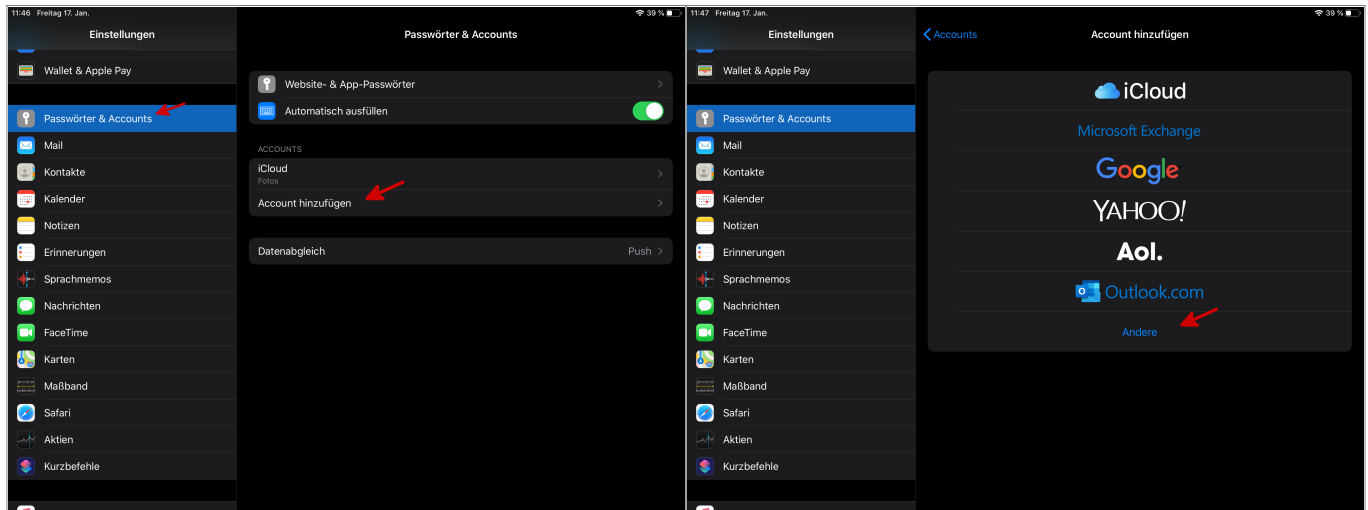 11:46 Freitag 17. Jan.
39 %
Einstellungen
Wallet & Apple Pay
Passwörter & Accounts
Mail
Kontakte
Kalender
Notizen
Erinnerungen
Sprachmemos
Nachrichten
FaceTime
Karten
Maßband
Safari
Aktien
Kurzbefehle
Passwörter & Accounts
Website- & App-Passwörter
Automatisch ausfüllen
ACCOUNTS
iCloud
Fotos
Account hinzufügen
Datenabgleich Push
11:47 Freitag 17. Jan.
39 %
Einstellungen
Wallet & Apple Pay
Passwörter & Accounts
Mail
Kontakte
Kalender
Notizen
Erinnerungen
Sprachmemos
Nachrichten
FaceTime
Karten
Maßband
Safari
Aktien
Kurzbefehle
Accounts
Account hinzufügen
iCloud
Microsoft Exchange
Google
YAHOO!
Aol.
Outlook.com
Andere